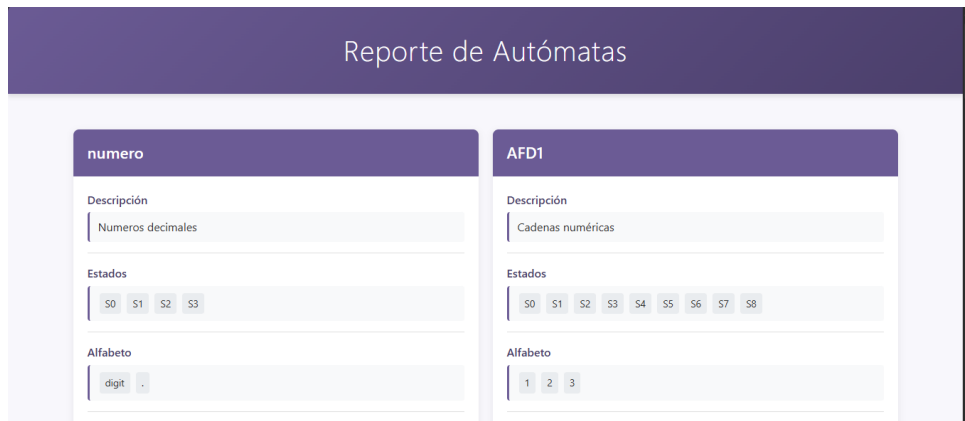 Reporte de Autómatas
numero
Descripción
Numeros decimales
Estados
S0 S1 S2 S3
Alfabeto
digit .
AFD1
Descripción
Cadenas numéricas
Estados
S0 S1 S2 S3 S4 S5 S6 S7 S8
Alfabeto
1 2 3